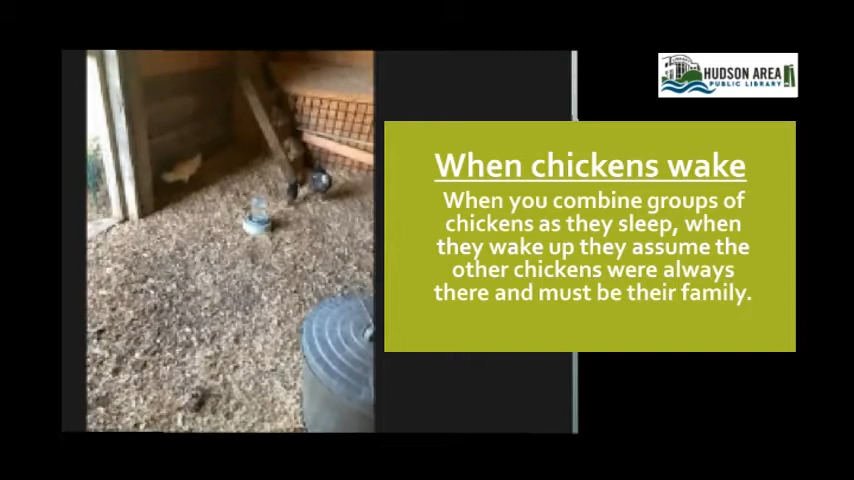 HUDSON AREA
PUBLIC LIBRARY
When chickens wake
When you combine groups of
chickens as they sleep, when
they wake up they assume the
other chickens were always
there and must be their family.